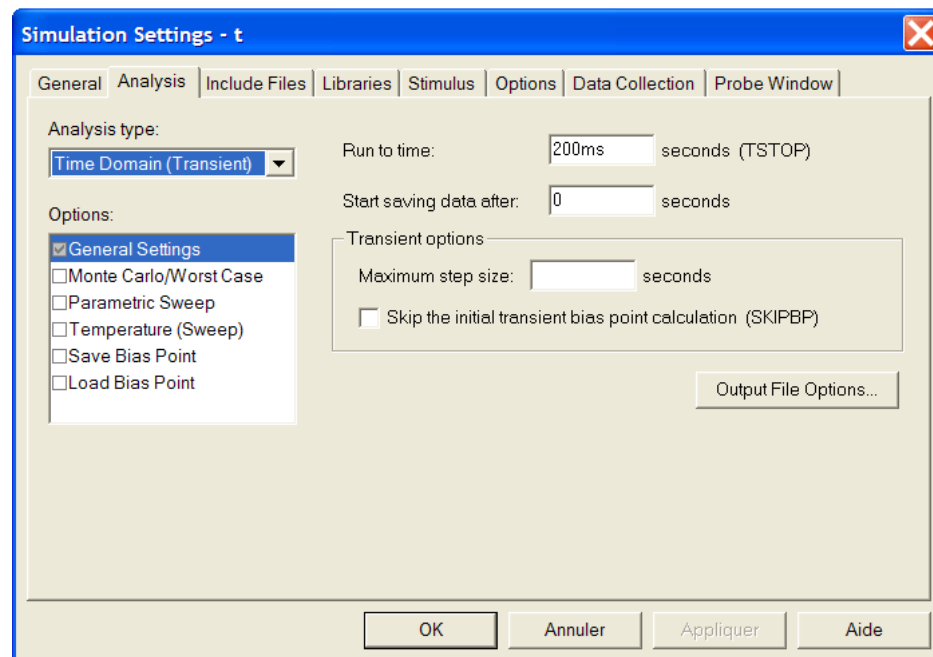 Simulation Settings - t
General Analysis Include Files Libraries Stimulus Options Data Collection Probe Window
Analysis type:
Time Domain (Transient)
Options:
General Settings
Monte Carlo/Worst Case
Parametric Sweep
Temperature (Sweep)
Save Bias Point
Load Bias Point
Run to time: 200ms seconds (TSTOP)
Start saving data after: 0 seconds
Transient options
Maximum step size: seconds
Skip the initial transient bias point calculation (SKIPBP)
Output File Options...
OK Annuler Appliquer Aide